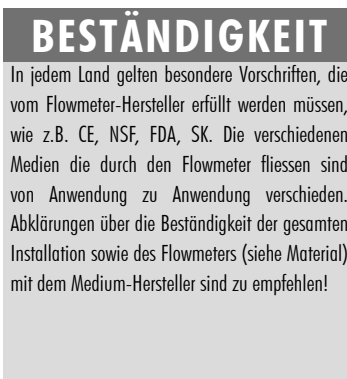 BESTÄNDIGKEIT
In jedem Land gelten besondere Vorschriften, die
vom Flowmeter-Hersteller erfüllt werden müssen,
wie z.B. CE, NSF, FDA, SK. Die verschiedenen
Medien die durch den Flowmeter fliessen sind
von Anwendung zu Anwendung verschieden.
Abklärungen über die Beständigkeit der gesamten
Installation sowie des Flowmeters (siehe Material)
mit dem Medium-Hersteller sind zu empfehlen!